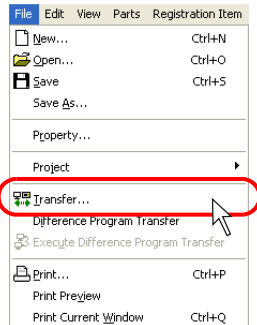 File Edit View Parts Registration Item
New... Ctrl+N
Open... Ctrl+O
Save Ctrl+S
Save As...
Property...
Project
Transfer...
Difference Program Transfer
Execute Difference Program Transfer
Print... Ctrl+P
Print Preview
Print Current Window Ctrl+Q